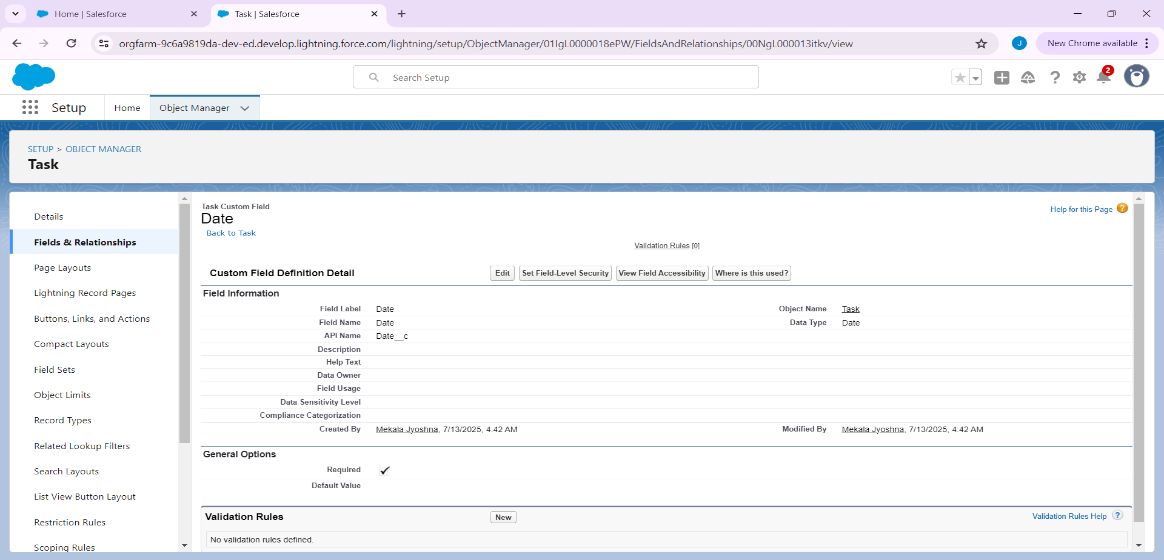 Home | Salesforce
Task | Salesforce
orgfarm-9c6a9819da-dev-ed.develop.lightning.force.com/lightning/setup/ObjectManager/01IgL0000018ePW/FieldsAndRelationships/00NgL000013itkv/view
J
New Chrome available
Search Setup
2
Setup
Home
Object Manager
SETUP > OBJECT MANAGER
Task
Details
Fields & Relationships
Page Layouts
Lightning Record Pages
Buttons, Links, and Actions
Compact Layouts
Field Sets
Object Limits
Record Types
Related Lookup Filters
Search Layouts
List View Button Layout
Restriction Rules
Scoping Rules
Task Custom Field
Date
Back to Task
Help for this Page ?
Validation Rules [0]
Custom Field Definition Detail
Edit Set Field-Level Security View Field Accessibility Where is this used?
Field Information
Field Label Date Object Name Task
Field Name Date Data Type Date
API Name Date__c
Description
Help Text
Data Owner
Field Usage
Data Sensitivity Level
Compliance Categorization
Created By Mekala Jyoshna, 7/13/2025, 4:42 AM Modified By Mekala Jyoshna, 7/13/2025, 4:42 AM
General Options
Required ✓
Default Value
Validation Rules New Validation Rules Help ?
No validation rules defined.